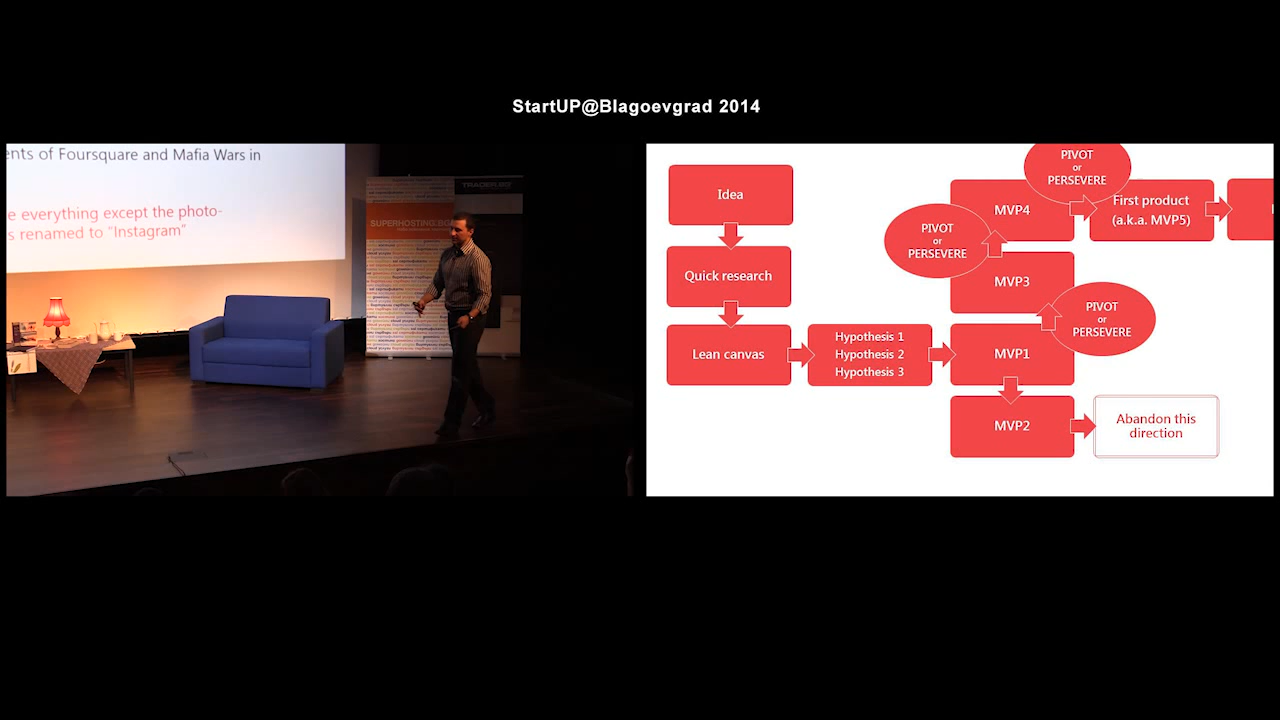 StartUP@Blagoevgrad 2014
ents of Foursquare and Mafia Wars in
e everything except the photo-
s renamed to “Instagram”
SUPERHOSTING.BG
Idea
Quick research
Lean canvas
Hypothesis 1
Hypothesis 2
Hypothesis 3
MVP1
MVP2
Abandon this
direction
MVP3
PIVOT
or
PERSEVERE
MVP4
PIVOT
or
PERSEVERE
PIVOT
or
PERSEVERE
First product
(a.k.a. MVP5)